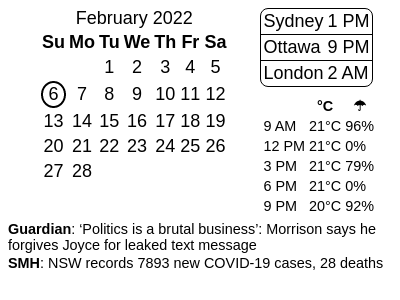 February 2022
Su Mo Tu We Th Fr Sa
1 2 3 4 5
6 7 8 9 10 11 12
13 14 15 16 17 18 19
20 21 22 23 24 25 26
27 28
Sydney 1 PM
Ottawa 9 PM
London 2 AM
°C ☂
9 AM 21°C 96%
12 PM 21°C 0%
3 PM 21°C 79%
6 PM 21°C 0%
9 PM 20°C 92%
Guardian: ‘Politics is a brutal business’: Morrison says he
forgives Joyce for leaked text message
SMH: NSW records 7893 new COVID-19 cases, 28 deaths